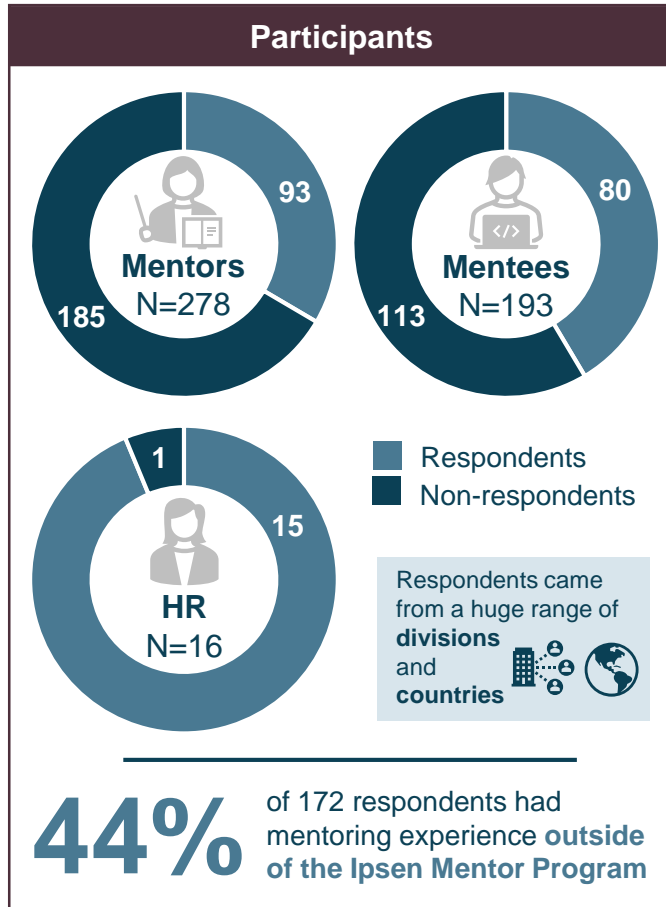 Participants
93
185
Mentors
N=278
80
113
</>
Mentees
N=193
1
15
HR
N=16
Respondents
Non-respondents
Respondents came
from a huge range of
divisions
and
countries
44%
of 172 respondents had
mentoring experience outside
of the Ipsen Mentor Program